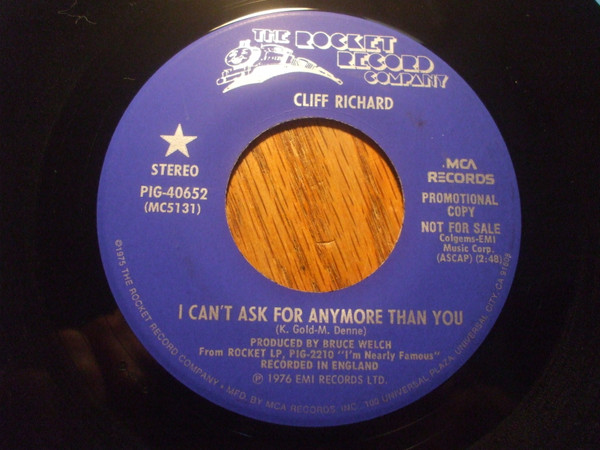 THE ROCKET
RECORD
COMPANY
CLIFF RICHARD
STEREO
PIG-40652
(MC5131)
MCA
RECORDS
PROMOTIONAL
COPY
NOT FOR SALE
Colgems-EMI
Music Corp.
(ASCAP) (2:48)
I CAN'T ASK FOR ANYMORE THAN YOU
(K. Gold-M. Denne)
PRODUCED BY BRUCE WELCH
From ROCKET LP, PIG-2210 "I'm Nearly Famous"
RECORDED IN ENGLAND
℗ 1976 EMI RECORDS LTD.
©1975 THE ROCKET RECORD COMPANY • MFD. BY MCA RECORDS, INC. 100 UNIVERSAL PLAZA, UNIVERSAL CITY, CA